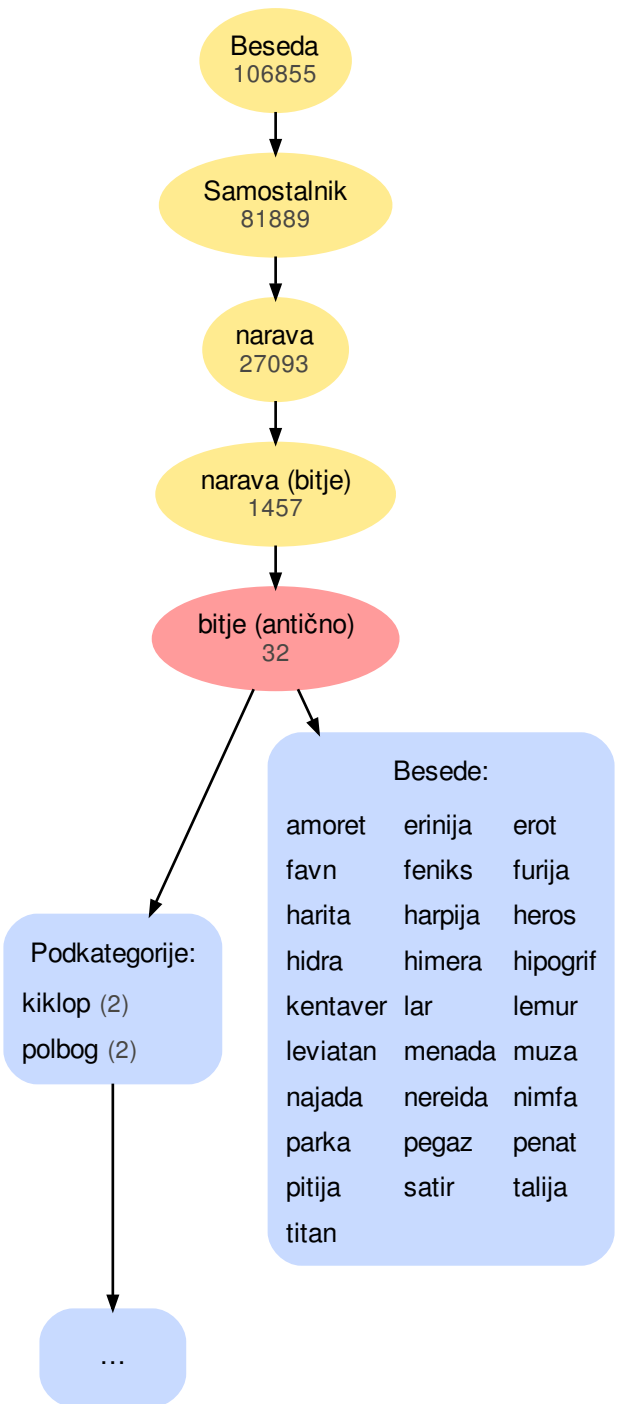 Beseda
106855
Samostalnik
81889
narava
27093
narava (bitje)
1457
bitje (antično)
32
Besede:
amoret erinija erot
favn feniks furija
harita harpija heros
hidra himera hipogrif
kentaver lar lemur
leviatan menada muza
najada nereida nimfa
parka pegaz penat
pitija satir talija
titan
Podkategorije:
kiklop (2)
polbog (2)
...